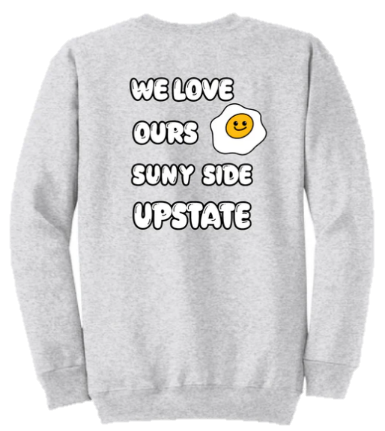 WE LOVE
OURS
SUNY SIDE
UPSTATE